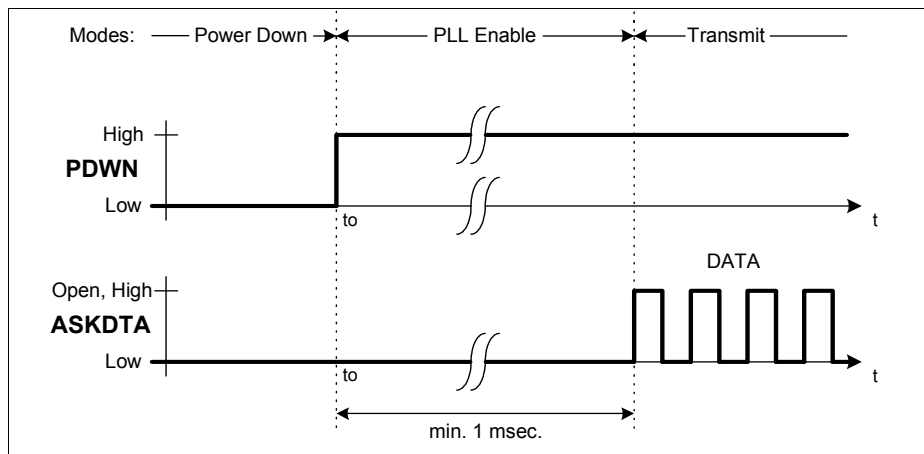 Modes: Power Down PLL Enable Transmit
High
PDWN
Low
to
t
DATA
Open, High
ASKDTA
Low
to
t
min. 1 msec.